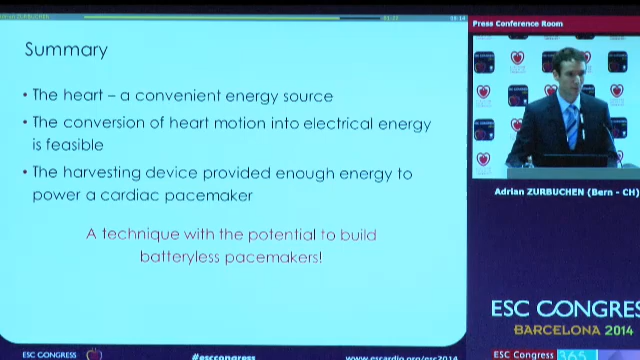 Press Conference Room
Summary
• The heart – a convenient energy source
• The conversion of heart motion into electrical energy
is feasible
• The harvesting device provided enough energy to
power a cardiac pacemaker
A technique with the potential to build
batteryless pacemakers!
Adrian ZURBUCHEN (Bern - CH)
ESC CONGRES
BARCELONA 2014
ESC CONGRESS
#esccongress
www.escardio.org/esc2014
ESC Congress
365